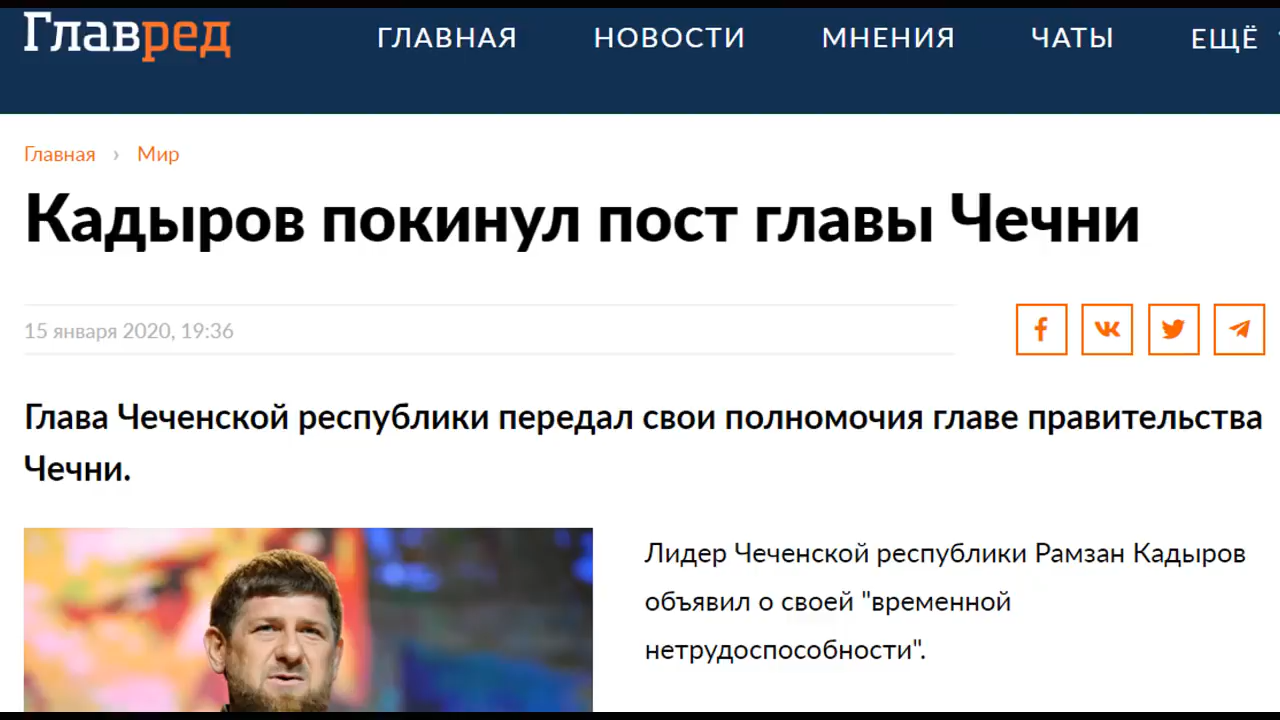 Главред
ГЛАВНАЯ НОВОСТИ МНЕНИЯ ЧАТЫ ЕЩЁ
Главная › Мир
Кадыров покинул пост главы Чечни
15 января 2020, 19:36
Глава Чеченской республики передал свои полномочия главе правительства
Чечни.
Лидер Чеченской республики Рамзан Кадыров
объявил о своей "временной
нетрудоспособности".